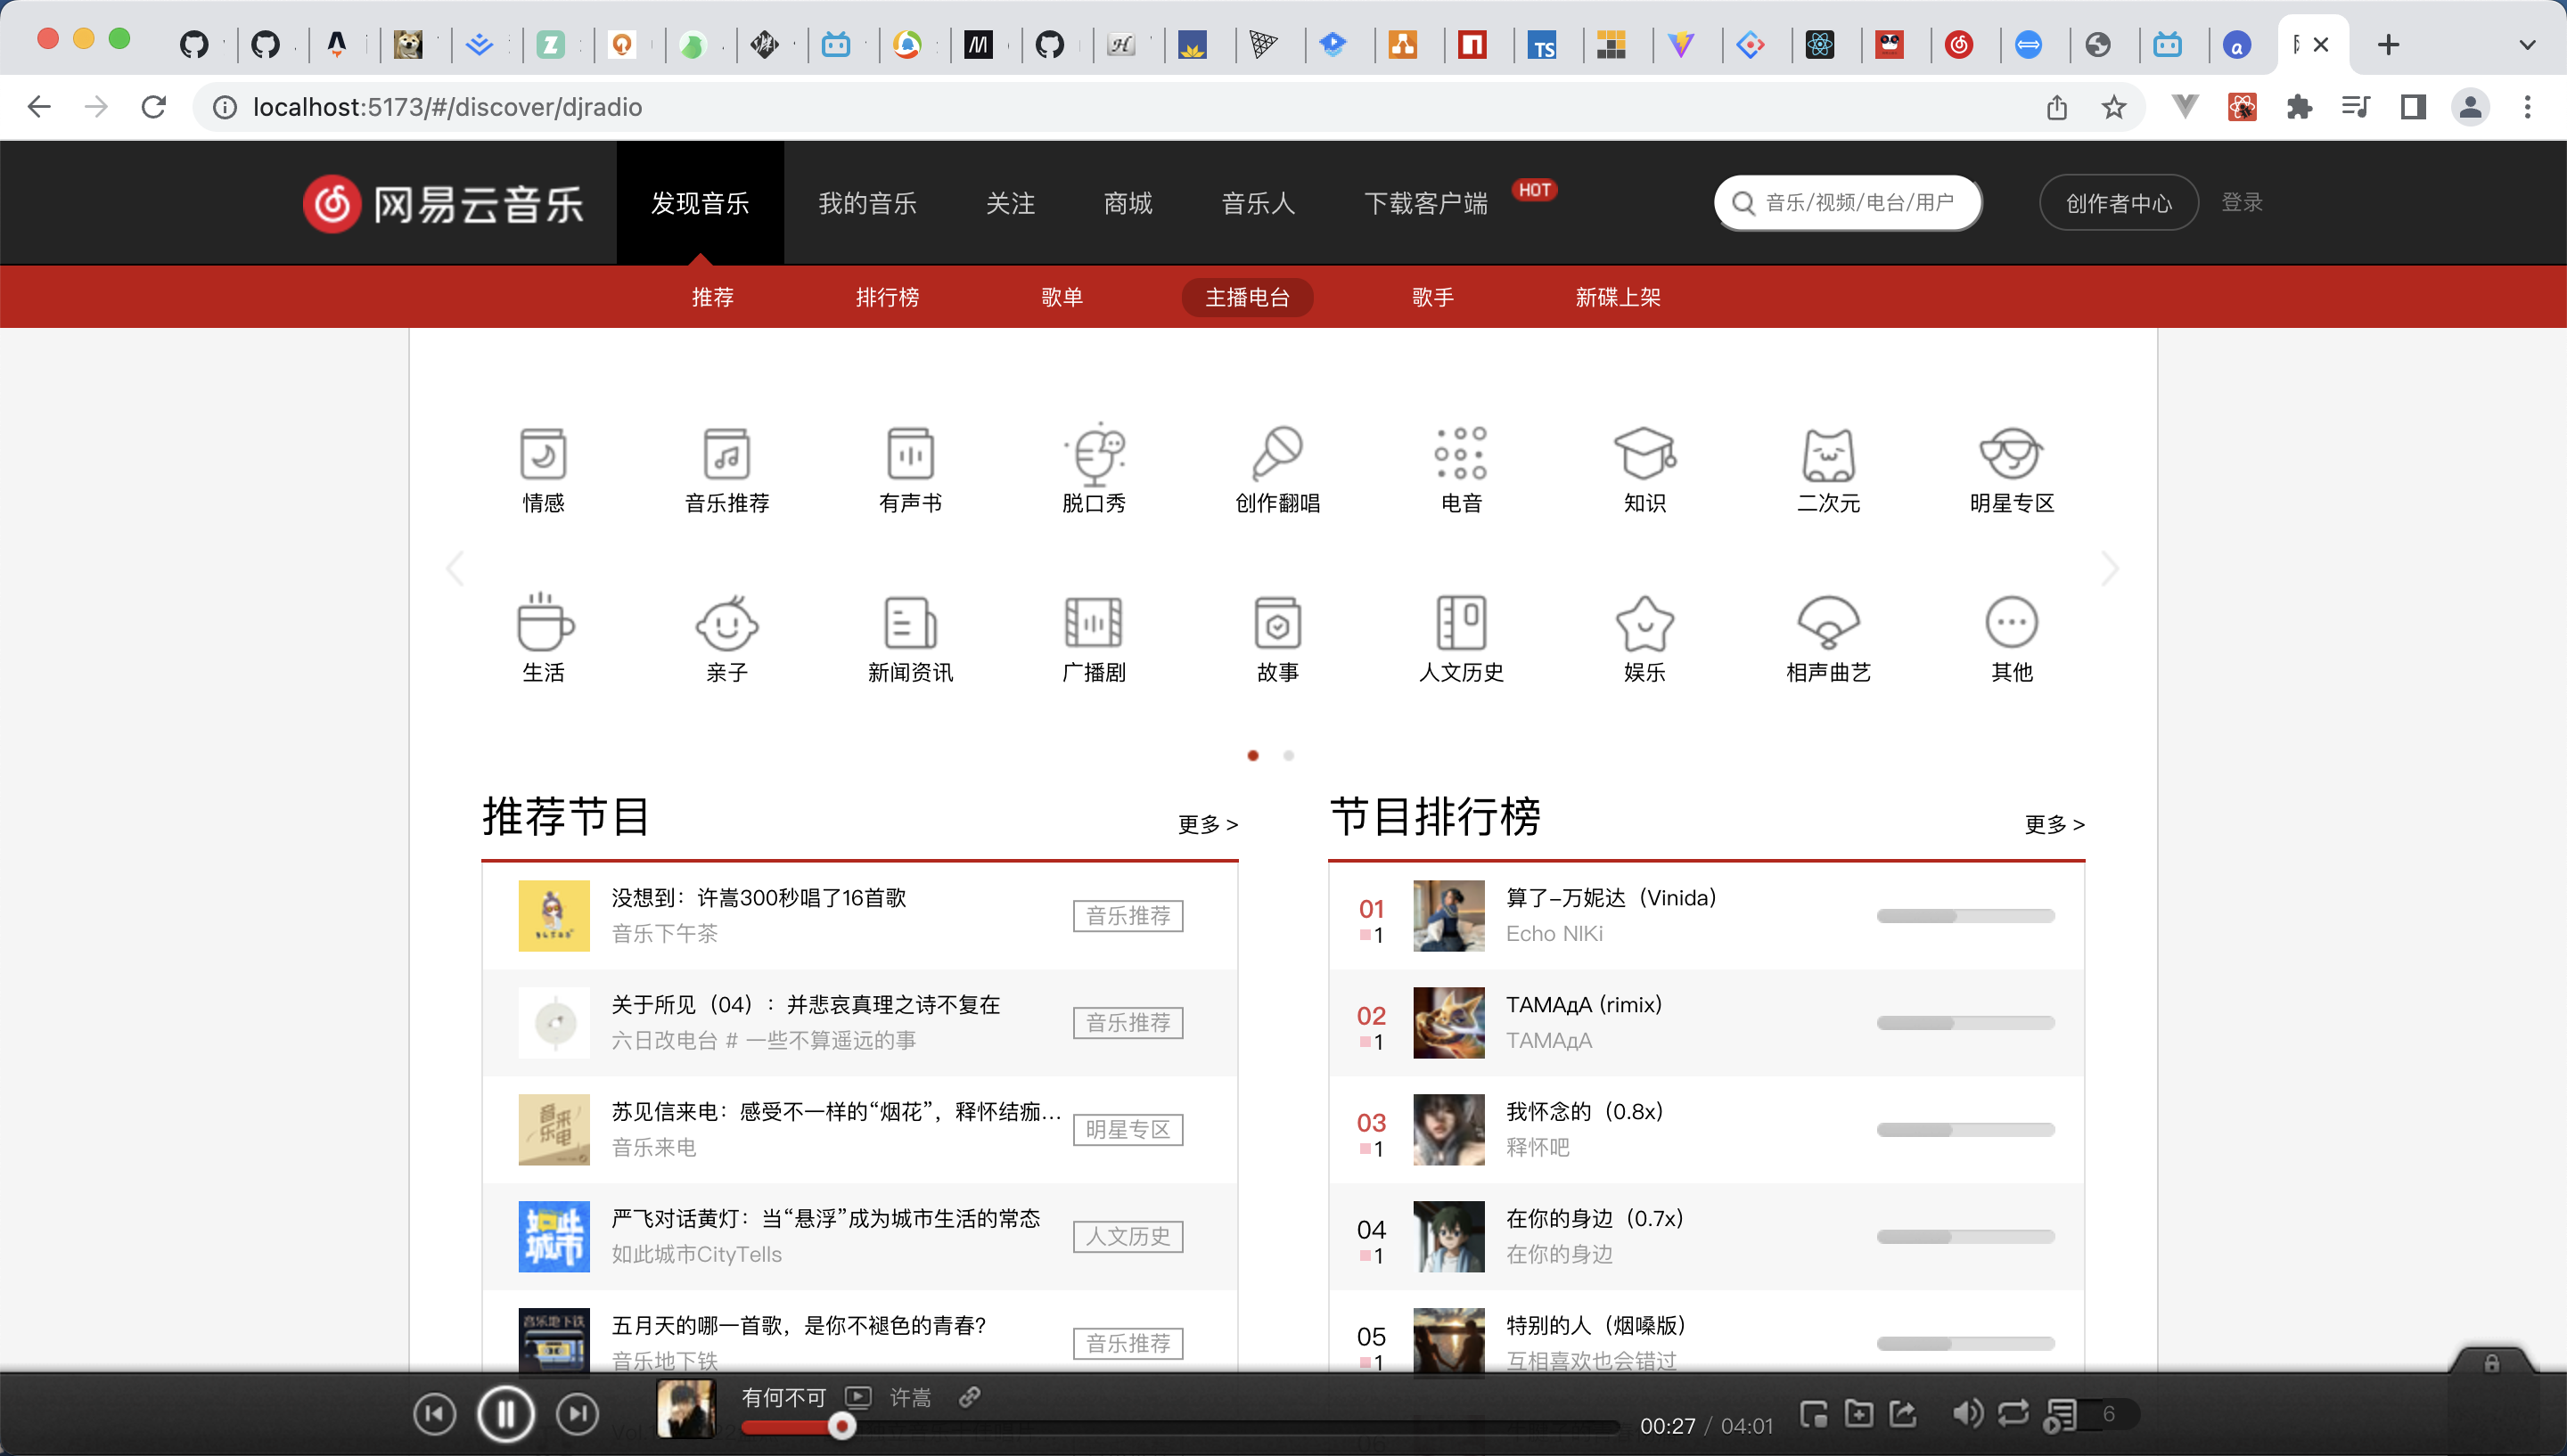 localhost:5173/#/discover/djradio
网易云音乐
发现音乐
我的音乐
关注
商城
音乐人
下载客户端
HOT
音乐/视频/电台/用户
创作者中心
登录
推荐
排行榜
歌单
主播电台
歌手
新碟上架
情感
音乐推荐
有声书
脱口秀
创作翻唱
电音
知识
二次元
明星专区
生活
亲子
新闻资讯
广播剧
故事
人文历史
娱乐
相声曲艺
其他
推荐节目
更多 >
没想到：许嵩300秒唱了16首歌
音乐下午茶
音乐推荐
关于所见（04）：并悲哀真理之诗不复在
六日改电台 # 一些不算遥远的事
音乐推荐
苏见信来电：感受不一样的“烟花”，释怀结痂...
音乐来电
明星专区
严飞对话黄灯：当“悬浮”成为城市生活的常态
如此城市CityTells
人文历史
五月天的哪一首歌，是你不褪色的青春?
音乐地下铁
音乐推荐
节目排行榜
更多 >
01
1
算了-万妮达（Vinida）
Echo NIKi
02
1
TAMAдA (rimix)
TAMAдA
03
1
我怀念的（0.8x）
释怀吧
04
1
在你的身边（0.7x）
在你的身边
05
1
特别的人（烟嗓版）
互相喜欢也会错过
有何不可
许嵩
00:27 / 04:01
6